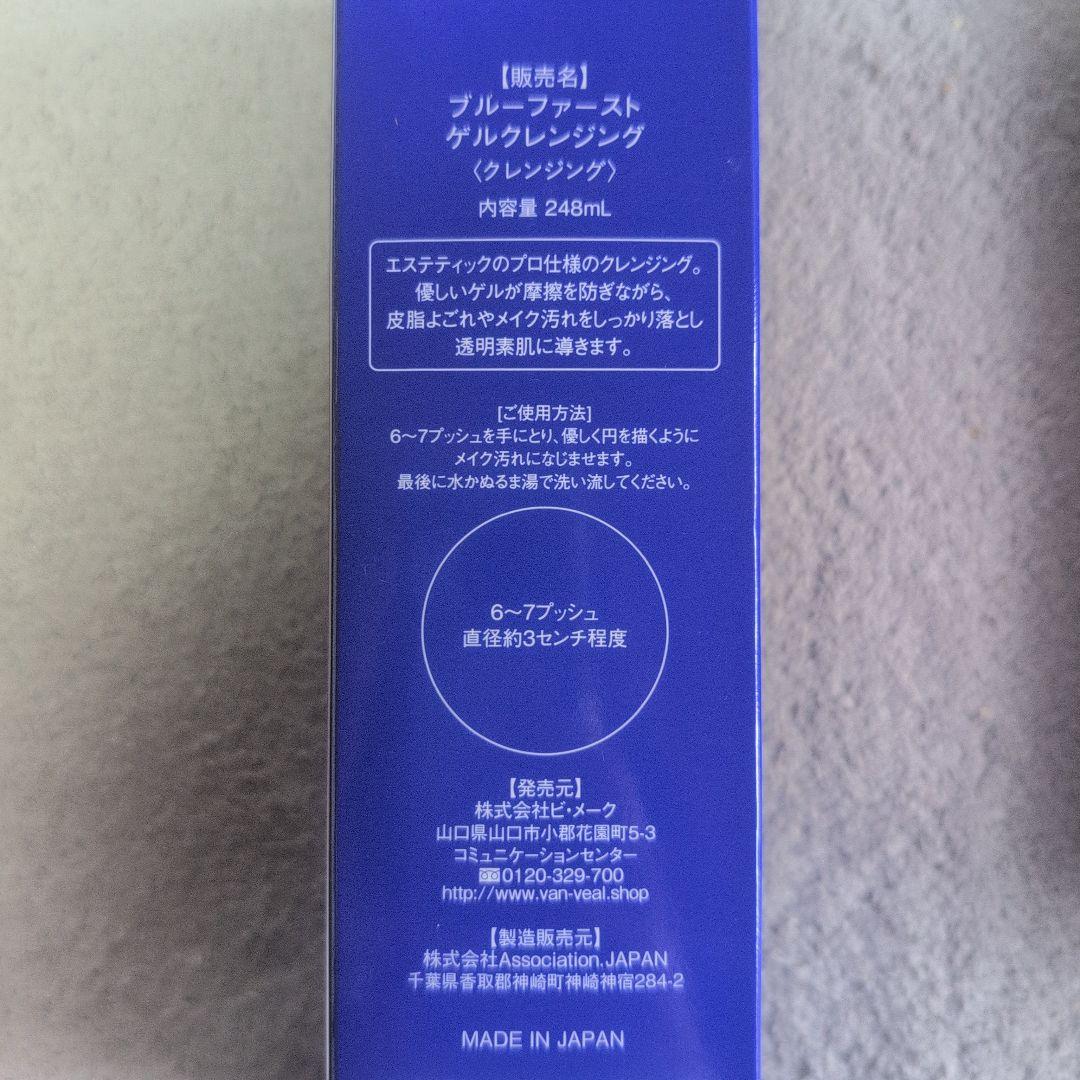 【販売名】
ブルーファースト
ゲルクレンジング
〈クレンジング〉
内容量 248mL
エステティックのプロ仕様のクレンジング。
優しいゲルが摩擦を防ぎながら、
皮脂よごれやメイク汚れをしっかり落とし
透明素肌に導きます。
[ご使用方法]
6〜7プッシュを手にとり、優しく円を描くように
メイク汚れになじませます。
最後に水かぬるま湯で洗い流してください。
6〜7プッシュ
直径約3センチ程度
【発売元】
株式会社ビ・メーク
山口県山口市小郡花園町5-3
コミュニケーションセンター
0120-329-700
http://www.van-veal.shop
【製造販売元】
株式会社Association.JAPAN
千葉県香取郡神崎町神崎神宿284-2
MADE IN JAPAN